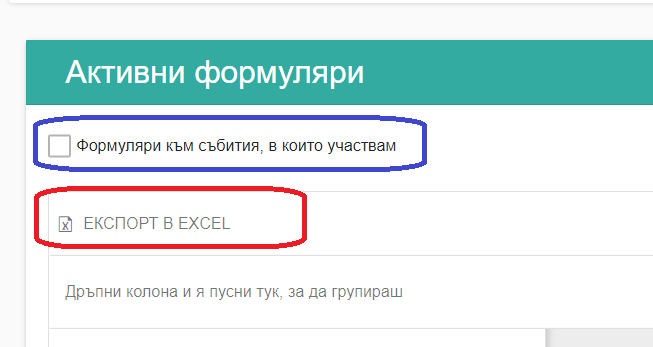 Активни формуляри
Формуляри към събития, в които участвам
ЕКСПОРТ В EXCEL
Дръпни колона и я пусни тук, за да групираш